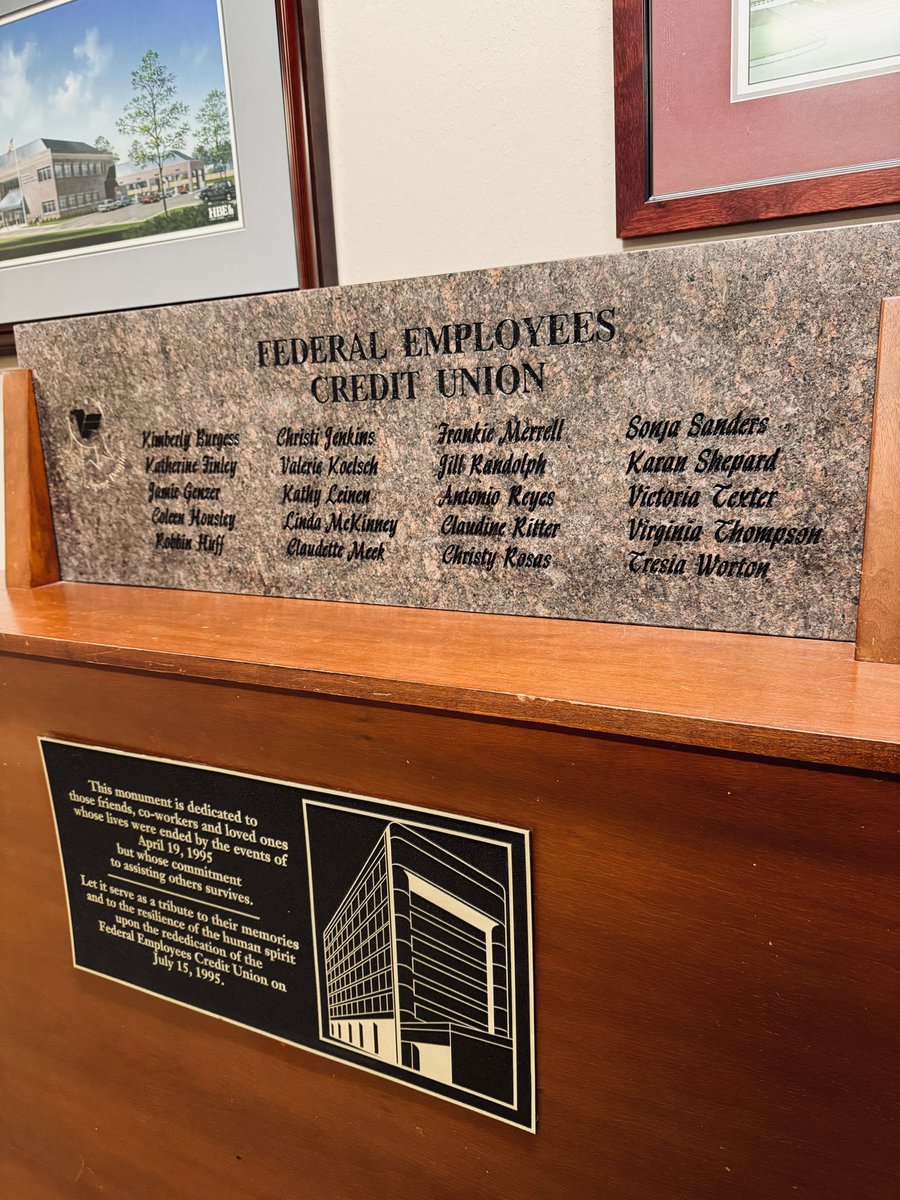 HBE
FEDERAL EMPLOYEES
CREDIT UNION
Kimberly Burgess
Katherine Finley
Jamie Genzer
Coleen Housley
Robbin Huff
Christi Jenkins
Valerie Koelsch
Kathy Leinen
Linda McKinney
Claudette Meek
Frankie Merrell
Jill Randolph
Antonio Reyes
Claudine Ritter
Christy Rosas
Sonja Sanders
Karan Shepard
Victoria Texter
Virginia Thompson
Tresia Worton
This monument is dedicated to
those friends, co-workers and loved ones
whose lives were ended by the events of
April 19, 1995
but whose commitment
to assisting others survives.
Let it serve as a tribute to their memories
and to the resilience of the human spirit
upon the rededication of the
Federal Employees Credit Union on
July 15, 1995.